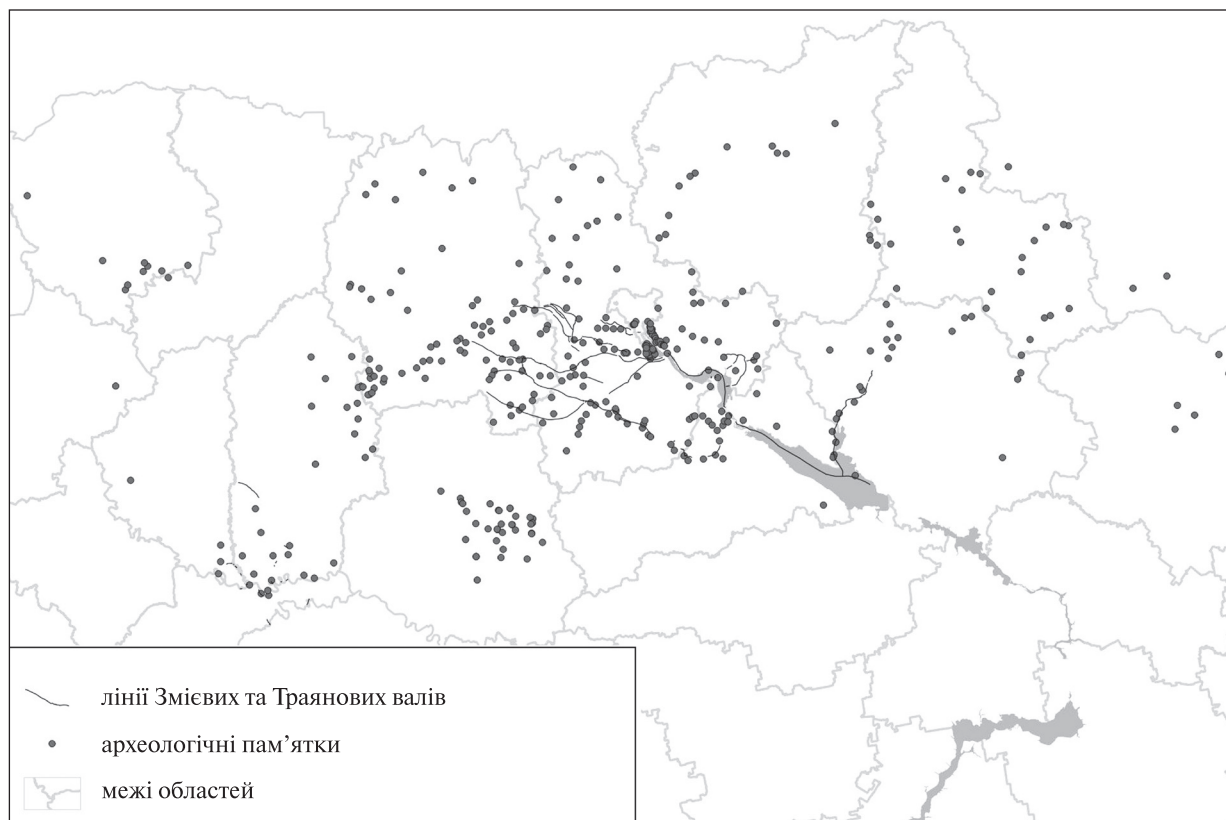 лінії Змієвих та Траянових валів
археологічні пам’ятки
межі областей